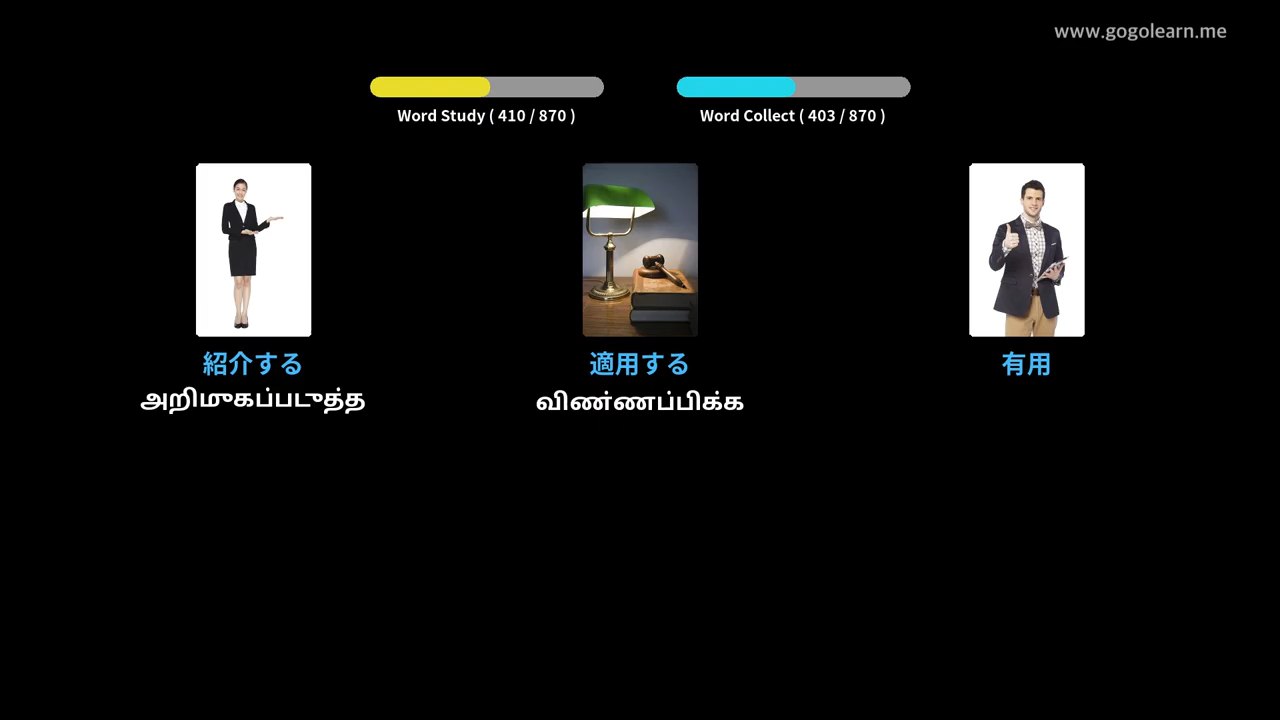 www.gogolearn.me
Word Study ( 410 / 870 )
Word Collect ( 403 / 870 )
紹介する
適用する
有用
அறிமுகப்படுத்த
விண்ணப்பிக்க